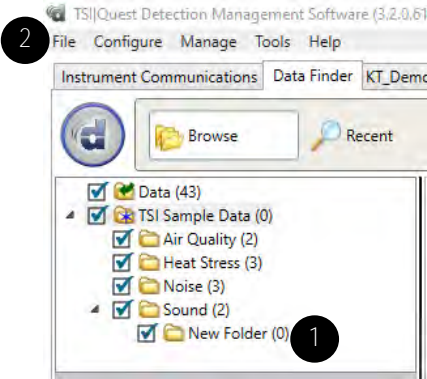 TSI|Quest Detection Management Software (3.2.0.61
2
File Configure Manage Tools Help
Instrument Communications Data Finder KT_Demo
d Browse Recent
Data (43)
TSI Sample Data (0)
Air Quality (2)
Heat Stress (3)
Noise (3)
Sound (2)
New Folder (0) 1